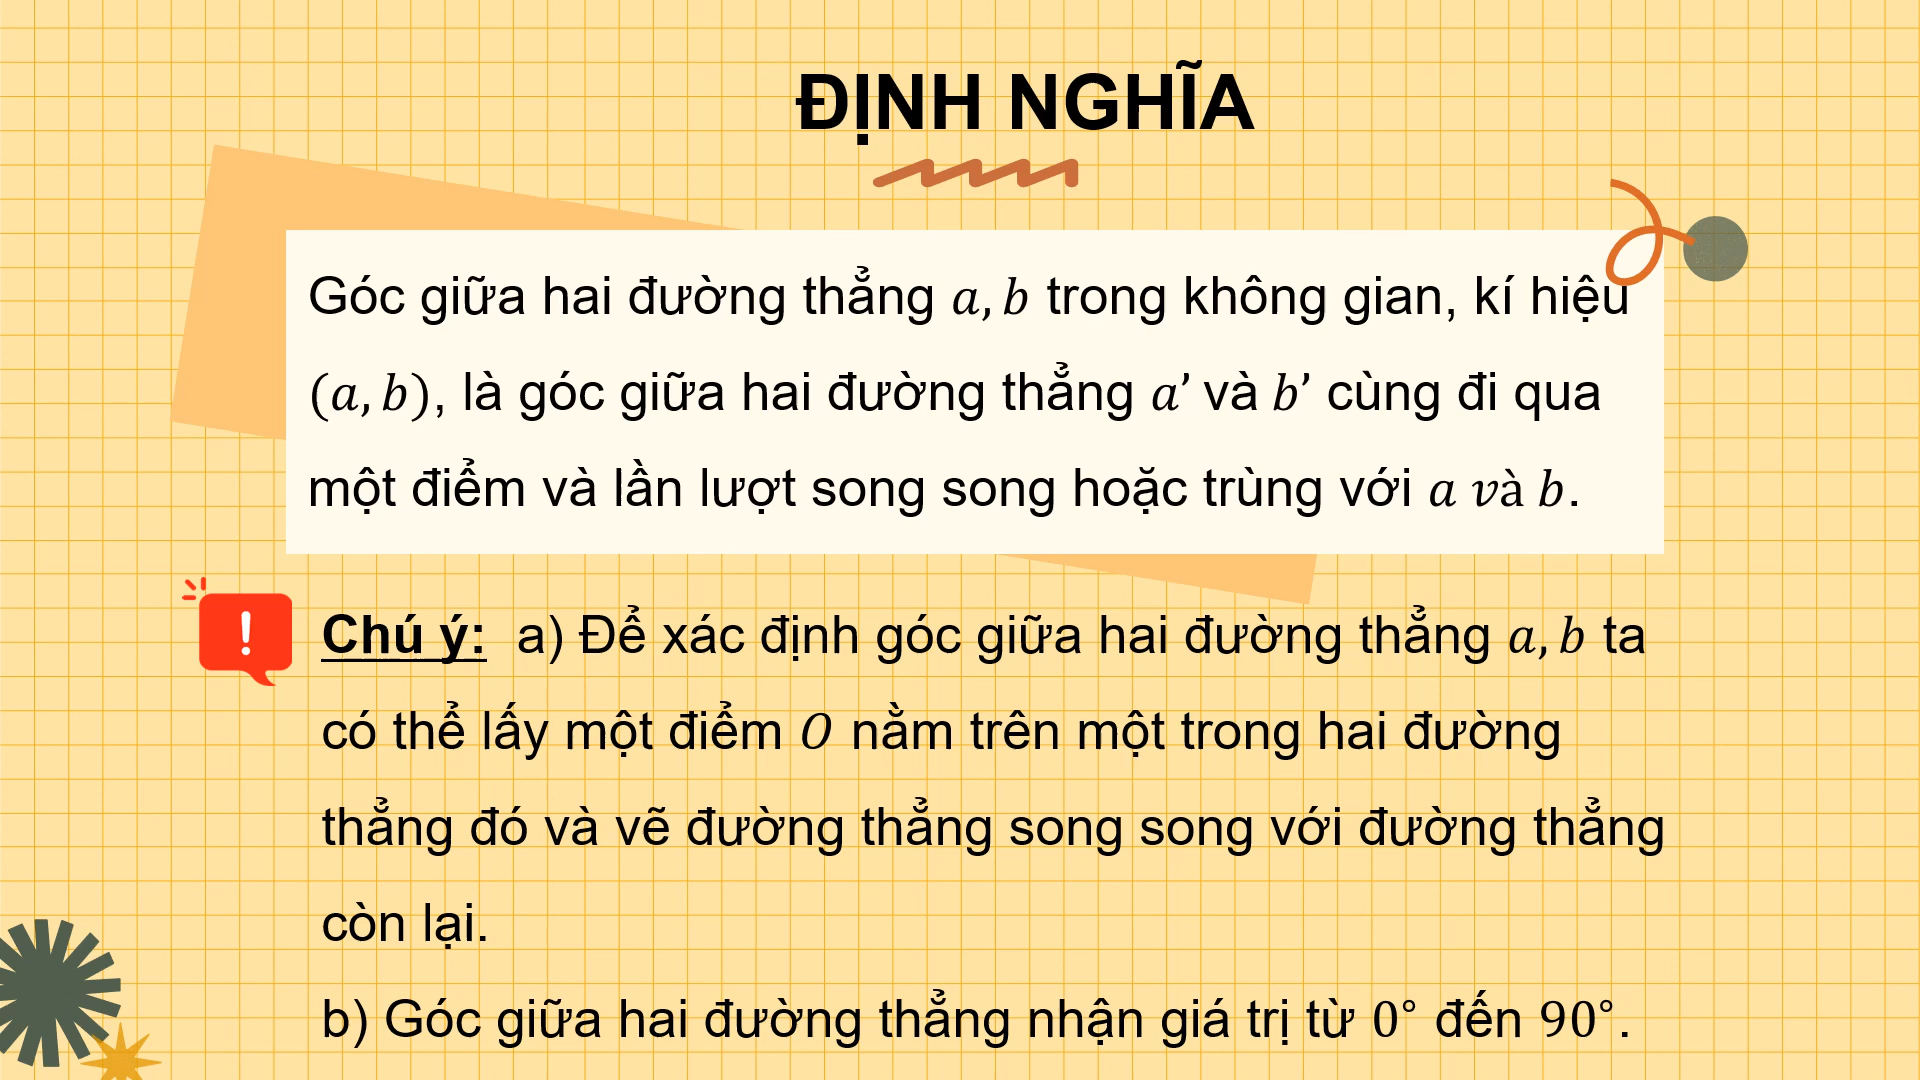 ĐỊNH NGHĨA
Góc giữa hai đường thẳng a, b trong không gian, kí hiệu
(a, b), là góc giữa hai đường thẳng a’ và b’ cùng đi qua
một điểm và lần lượt song song hoặc trùng với a và b.
!
Chú ý: a) Để xác định góc giữa hai đường thẳng a, b ta
có thể lấy một điểm O nằm trên một trong hai đường
thẳng đó và vẽ đường thẳng song song với đường thẳng
còn lại.
b) Góc giữa hai đường thẳng nhận giá trị từ 0° đến 90°.